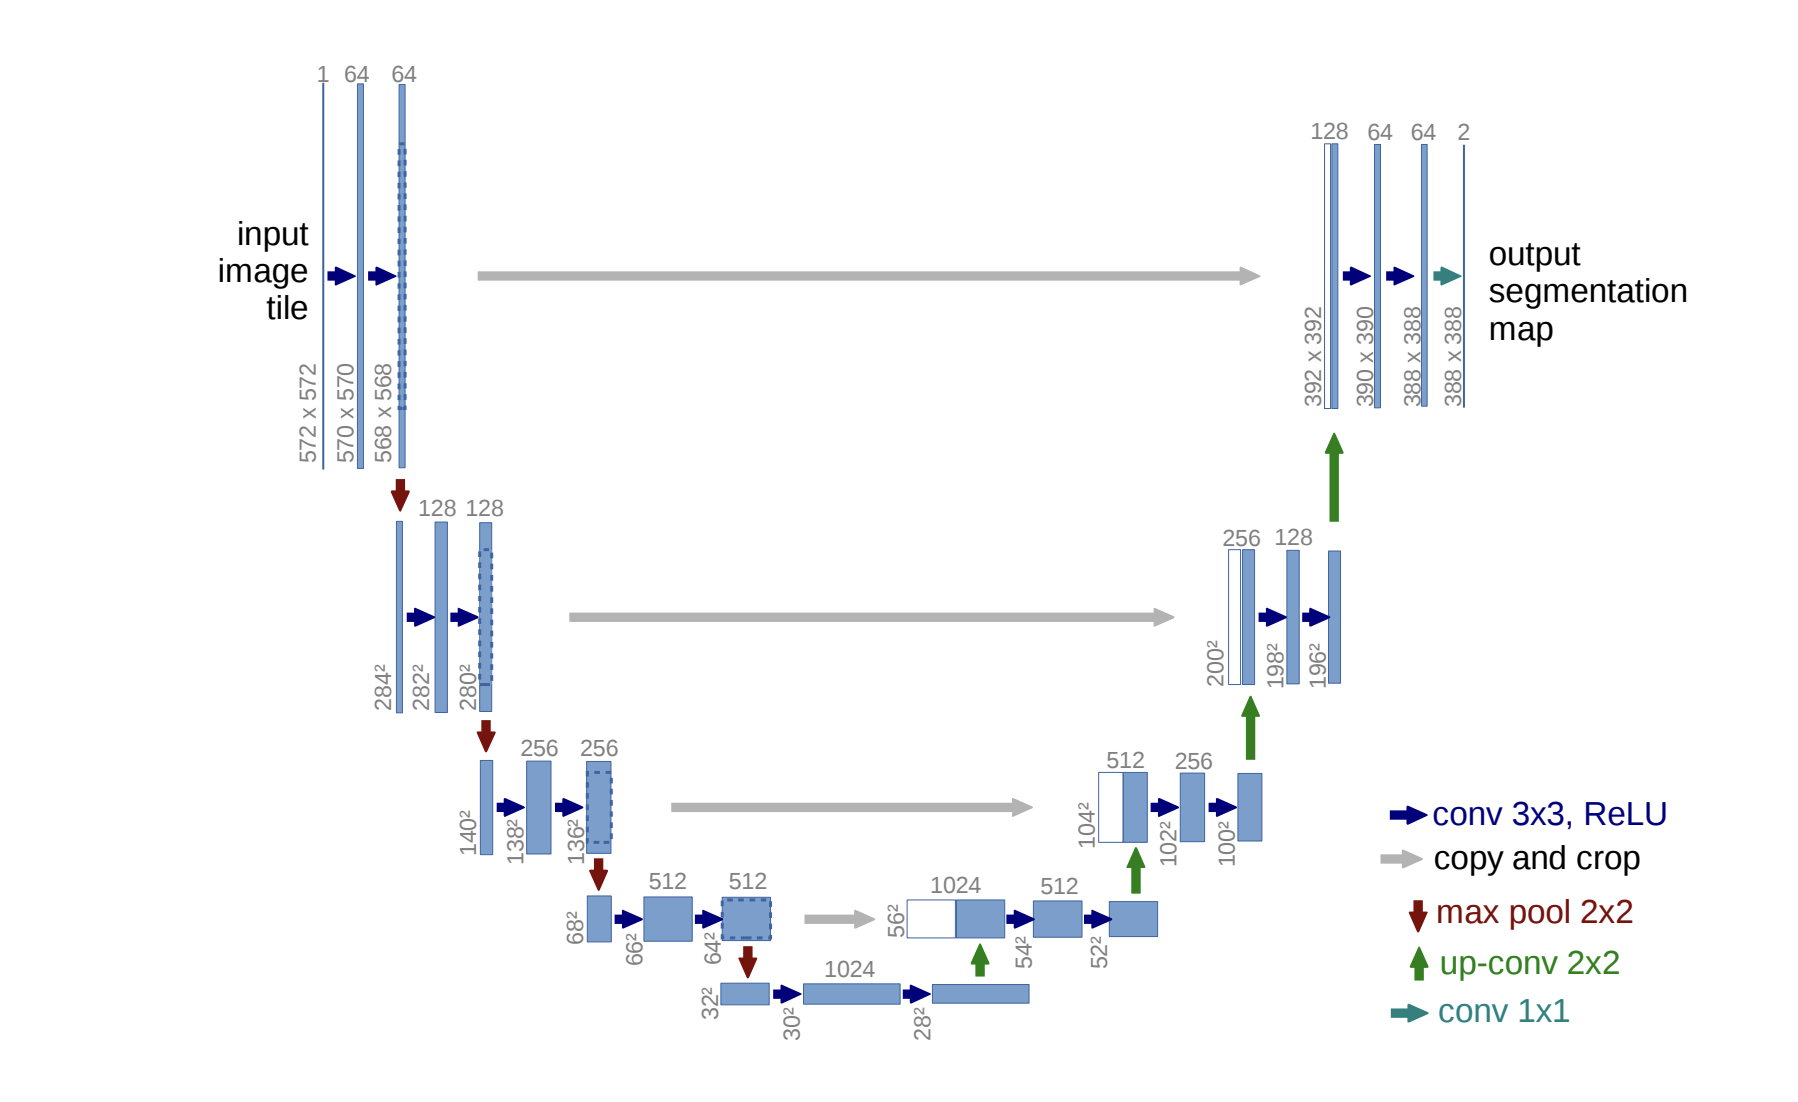 1 64 64
input
image
tile
572 x 572
570 x 570
568 x 568
128 64 64 2
output
segmentation
map
392 x 392
390 x 390
388 x 388
388 x 388
128 128
284²
282²
280²
256 128
200²
198²
196²
256 256
140²
138²
136²
512 256
104²
102²
100²
512 512
68²
66²
64²
1024 512
56²
54²
52²
1024
32²
30²
28²
conv 3x3, ReLU
copy and crop
max pool 2x2
up-conv 2x2
conv 1x1